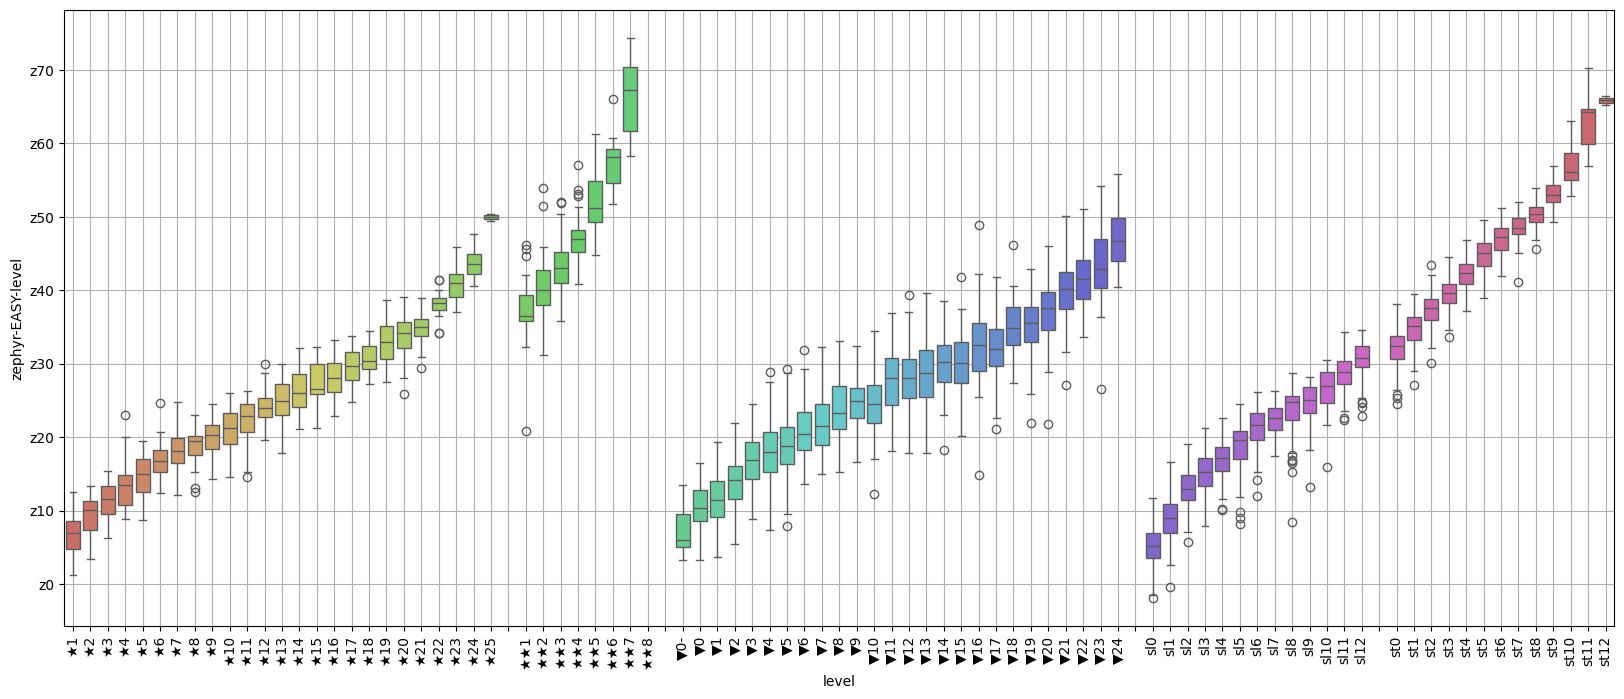 zephyr-EASY-level
z70
z60
z50
z40
z30
z20
z10
z0
★1 ★2 ★3 ★4 ★5 ★6 ★7 ★8 ★9 ★10 ★11 ★12 ★13 ★14 ★15 ★16 ★17 ★18 ★19 ★20 ★21 ★22 ★23 ★24 ★25 ★★1 ★★2 ★★3 ★★4 ★★5 ★★6 ★★7 ★★8 ▼0- ▼0 ▼1 ▼2 ▼3 ▼4 ▼5 ▼6 ▼7 ▼8 ▼9 ▼10 ▼11 ▼12 ▼13 ▼14 ▼15 ▼16 ▼17 ▼18 ▼19 ▼20 ▼21 ▼22 ▼23 ▼24 sl0 sl1 sl2 sl3 sl4 sl5 sl6 sl7 sl8 sl9 sl10 sl11 sl12 st0 st1 st2 st3 st4 st5 st6 st7 st8 st9 st10 st11 st12
level